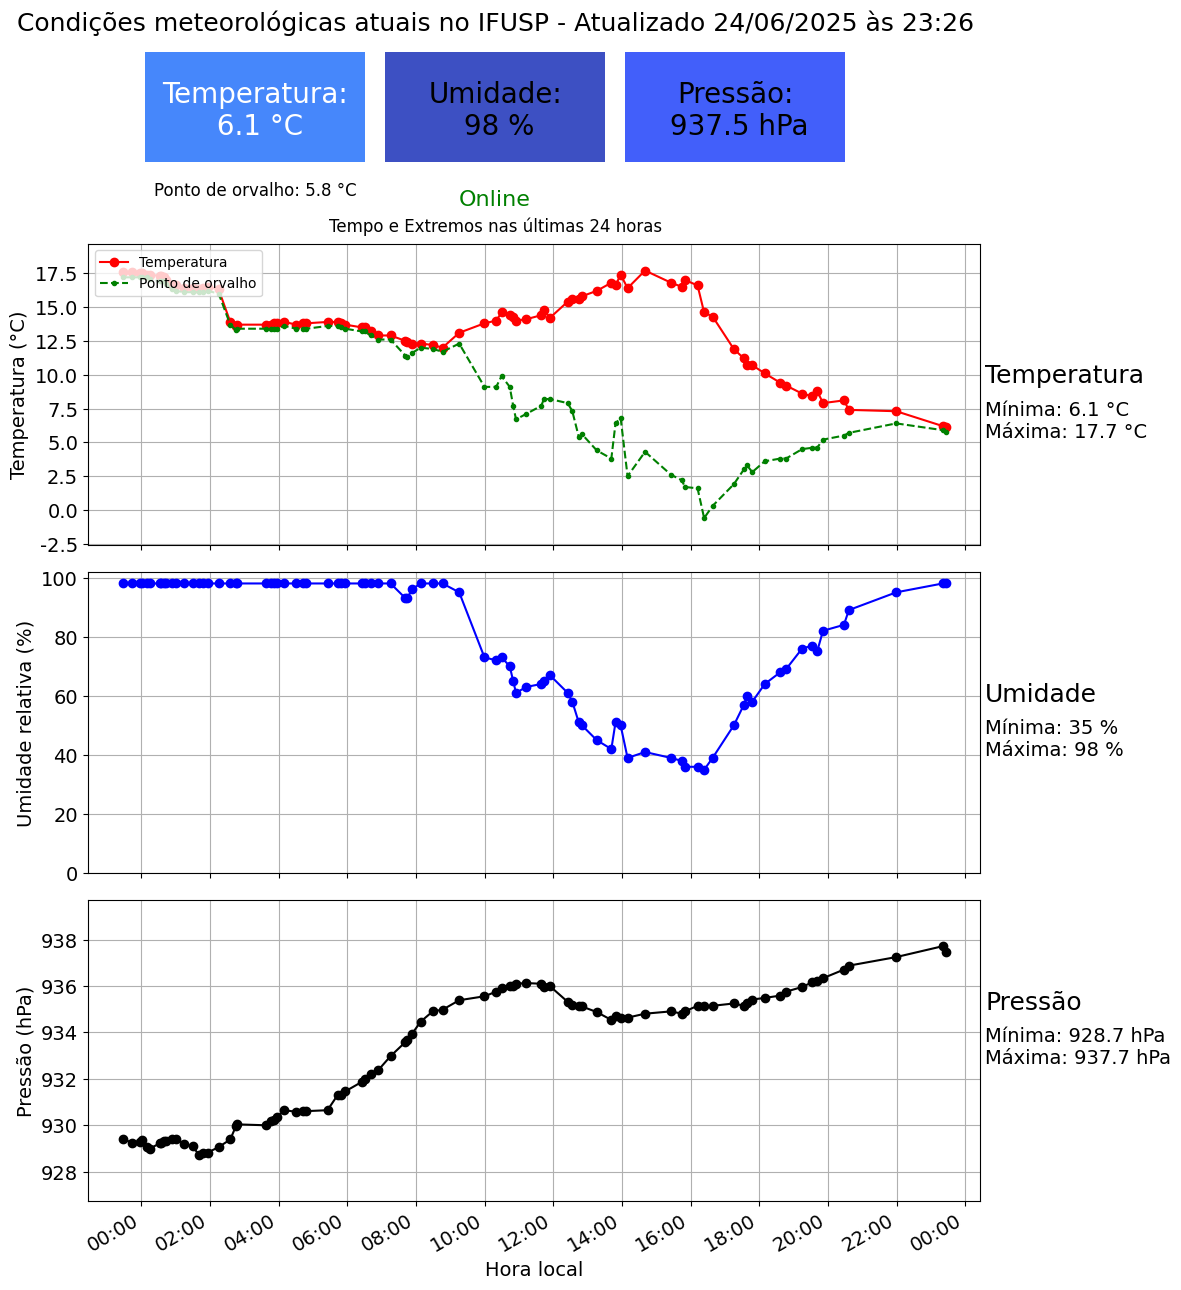 Condições meteorológicas atuais no IFUSP - Atualizado 24/06/2025 às 23:26
Temperatura:
6.1 °C
Umidade:
98 %
Pressão:
937.5 hPa
Ponto de orvalho: 5.8 °C
Online
Tempo e Extremos nas últimas 24 horas
Temperatura
Ponto de orvalho
Temperatura (°C)
17.5
15.0
12.5
10.0
7.5
5.0
2.5
0.0
-2.5
Temperatura
Mínima: 6.1 °C
Máxima: 17.7 °C
Umidade relativa (%)
100
80
60
40
20
0
Umidade
Mínima: 35 %
Máxima: 98 %
Pressão (hPa)
938
936
934
932
930
928
Pressão
Mínima: 928.7 hPa
Máxima: 937.7 hPa
00:00 02:00 04:00 06:00 08:00 10:00 12:00 14:00 16:00 18:00 20:00 22:00 00:00
Hora local